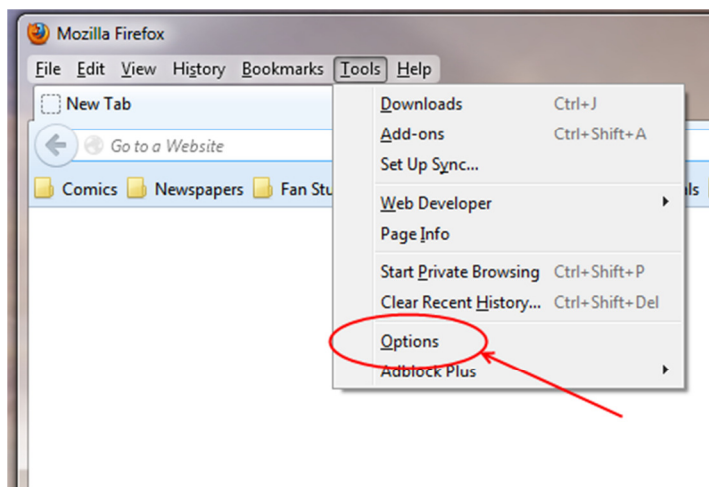 Mozilla Firefox
File Edit View History Bookmarks Tools Help
New Tab
Go to a Website
Comics Newspapers Fan Stu
Downloads Ctrl+J
Add-ons Ctrl+Shift+A
Set Up Sync...
Web Developer
Page Info
Start Private Browsing Ctrl+Shift+P
Clear Recent History... Ctrl+Shift+Del
Options
Adblock Plus